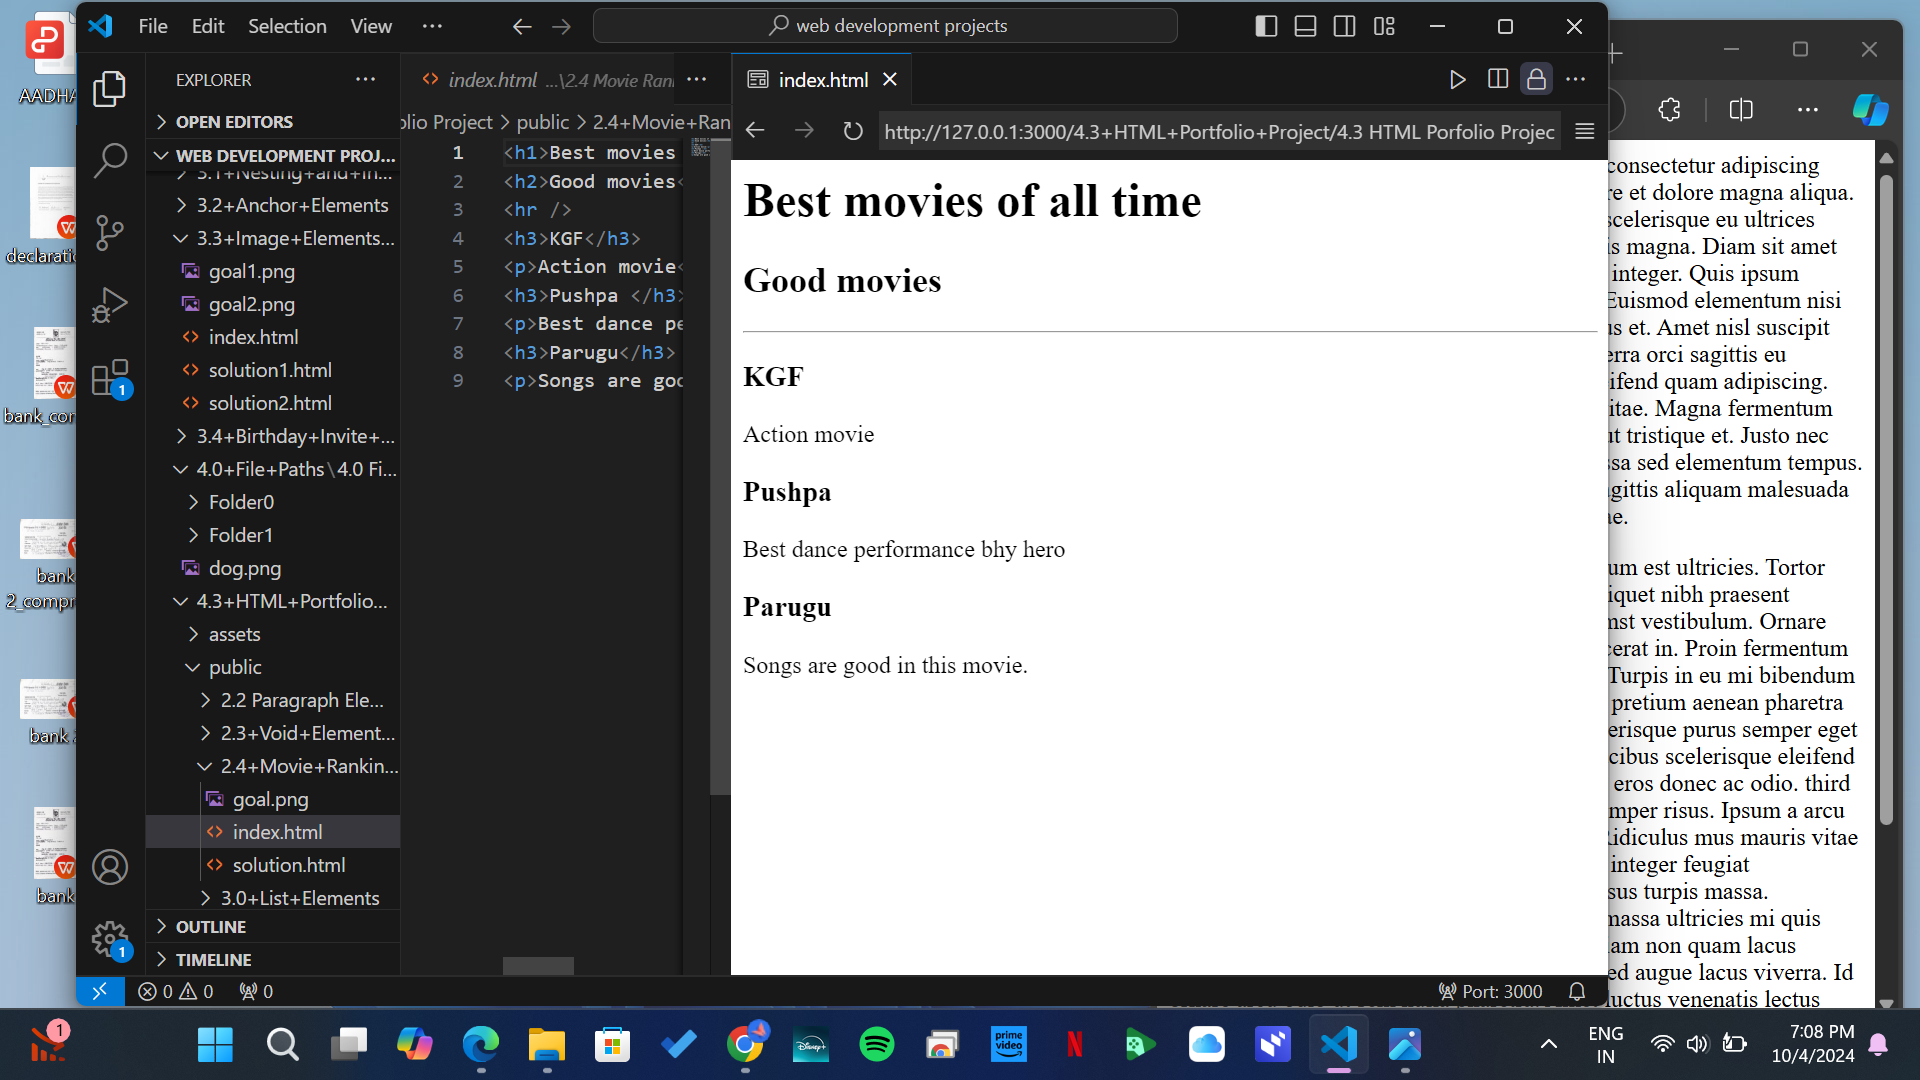 File Edit Selection View ··· web development projects
AADHA
declaratio
bank_con
bank
2_compr
bank 2
bank
EXPLORER
OPEN EDITORS
WEB DEVELOPMENT PROJ...
3.1+Nesting+and+In...
3.2+Anchor+Elements
3.3+Image+Elements...
goal1.png
goal2.png
index.html
solution1.html
solution2.html
3.4+Birthday+Invite+...
4.0+File+Paths\4.0 Fi...
Folder0
Folder1
dog.png
4.3+HTML+Portfolio...
assets
public
2.2 Paragraph Ele...
2.3+Void+Element...
2.4+Movie+Rankin...
goal.png
index.html
solution.html
3.0+List+Elements
OUTLINE
TIMELINE
1
1
index.html ...\2.4 Movie Ran
olio Project > public > 2.4+Movie+Ran
1 <h1>Best movies
2 <h2>Good movies<
3 <hr />
4 <h3>KGF</h3>
5 <p>Action movie<
6 <h3>Pushpa </h3>
7 <p>Best dance pe
8 <h3>Parugu</h3>
9 <p>Songs are goo
index.html
http://127.0.0.1:3000/4.3+HTML+Portfolio+Project/4.3 HTML Porfolio Projec
Best movies of all time
Good movies
KGF
Action movie
Pushpa
Best dance performance bhy hero
Parugu
Songs are good in this movie.
consectetur adipiscing
re et dolore magna aliqua.
scelerisque eu ultrices
is magna. Diam sit amet
integer. Quis ipsum
Euismod elementum nisi
us et. Amet nisl suscipit
erra orci sagittis eu
ifend quam adipiscing.
itae. Magna fermentum
ut tristique et. Justo nec
ssa sed elementum tempus.
gittis aliquam malesuada
ae.
um est ultricies. Tortor
iquet nibh praesent
nst vestibulum. Ornare
cerat in. Proin fermentum
Turpis in eu mi bibendum
pretium aenean pharetra
erisque purus semper eget
cibus scelerisque eleifend
eros donec ac odio. third
mper risus. Ipsum a arcu
Ridiculus mus mauris vitae
integer feugiat
sus turpis massa.
massa ultricies mi quis
am non quam lacus
ed augue lacus viverra. Id
luctus venenatis lectus
0 0 0
Port: 3000
1
Disney+
prime video
N
ENG
IN
7:08 PM
10/4/2024